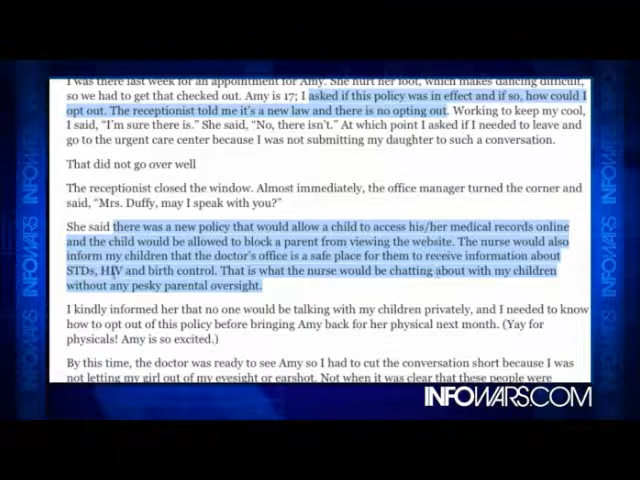 I was there last week for an appointment for Amy. She hurt her foot, which makes dancing difficult,
so we had to get that checked out. Amy is 17; I asked if this policy was in effect and if so, how could I
opt out. The receptionist told me it's a new law and there is no opting out. Working to keep my cool,
I said, "I'm sure there is." She said, "No, there isn't." At which point I asked if I needed to leave and
go to the urgent care center because I was not submitting my daughter to such a conversation.
That did not go over well
The receptionist closed the window. Almost immediately, the office manager turned the corner and
said, "Mrs. Duffy, may I speak with you?"
She said there was a new policy that would allow a child to access his/her medical records online
and the child would be allowed to block a parent from viewing the website. The nurse would also
inform my children that the doctor's office is a safe place for them to receive information about
STDs, HIV and birth control. That is what the nurse would be chatting about with my children
without any pesky parental oversight.
I kindly informed her that no one would be talking with my children privately, and I needed to know
how to opt out of this policy before bringing Amy back for her physical next month. (Yay for
physicals! Amy is so excited.)
By this time, the doctor was ready to see Amy so I had to cut the conversation short because I was
not letting my girl out of my eyesight or earshot. Not when it was clear that these people were
INFOWARS.COM
INFOWARS
INFOWARS
INFOWARS
INFOWARS